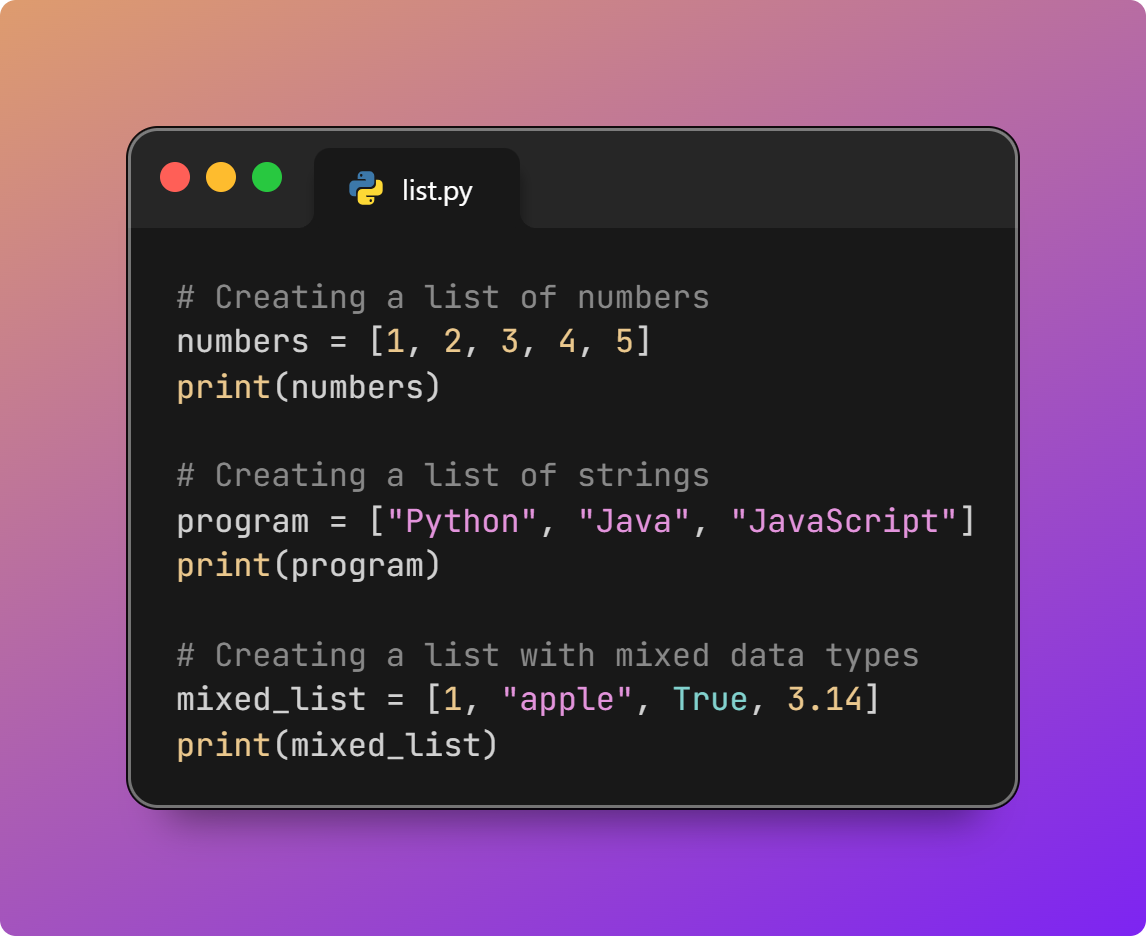 list.py
# Creating a list of numbers
numbers = [1, 2, 3, 4, 5]
print(numbers)
# Creating a list of strings
program = ["Python", "Java", "JavaScript"]
print(program)
# Creating a list with mixed data types
mixed_list = [1, "apple", True, 3.14]
print(mixed_list)